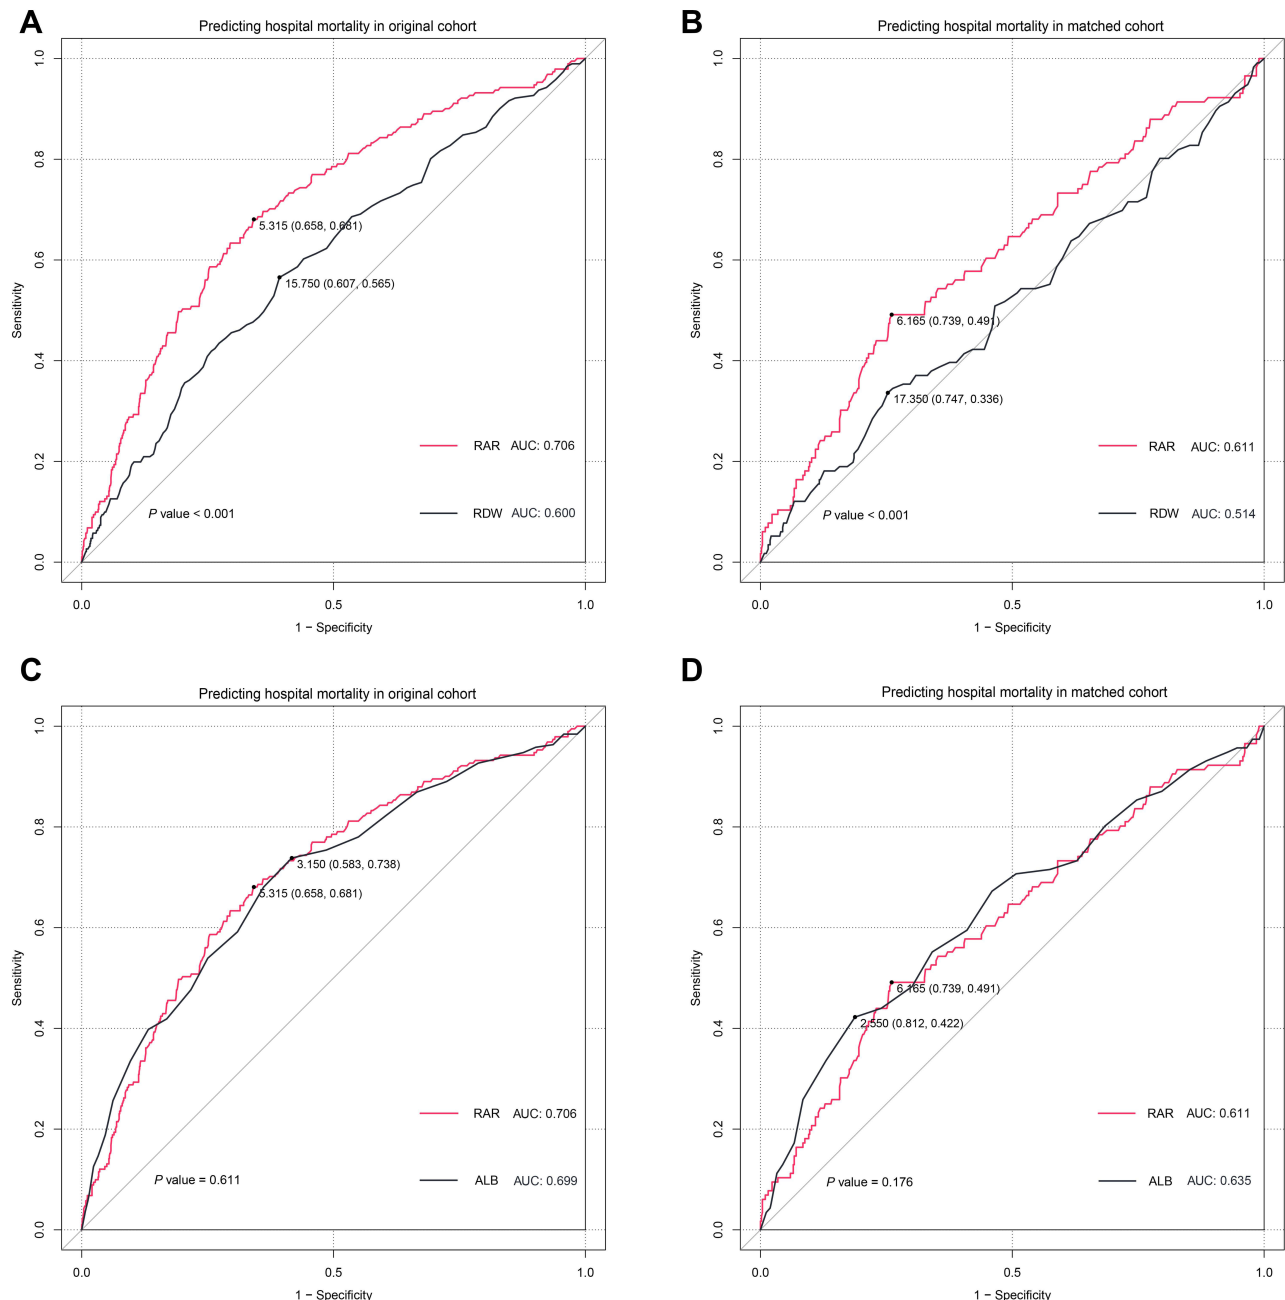 A
Predicting hospital mortality in original cohort
1.0
0.8
0.6
0.4
0.2
0.0
Sensitivity
5.315 (0.658, 0.681)
15.750 (0.607, 0.565)
RAR AUC: 0.706
RDW AUC: 0.600
P value < 0.001
0.0 0.5 1.0
1 − Specificity
B
Predicting hospital mortality in matched cohort
1.0
0.8
0.6
0.4
0.2
0.0
Sensitivity
6.165 (0.739, 0.491)
17.350 (0.747, 0.336)
RAR AUC: 0.611
RDW AUC: 0.514
P value < 0.001
0.0 0.5 1.0
1 − Specificity
C
Predicting hospital mortality in original cohort
1.0
0.8
0.6
0.4
0.2
0.0
Sensitivity
3.150 (0.583, 0.738)
5.315 (0.658, 0.681)
RAR AUC: 0.706
ALB AUC: 0.699
P value = 0.611
0.0 0.5 1.0
1 − Specificity
D
Predicting hospital mortality in matched cohort
1.0
0.8
0.6
0.4
0.2
0.0
Sensitivity
6.165 (0.739, 0.491)
2.550 (0.812, 0.422)
RAR AUC: 0.611
ALB AUC: 0.635
P value = 0.176
0.0 0.5 1.0
1 − Specificity